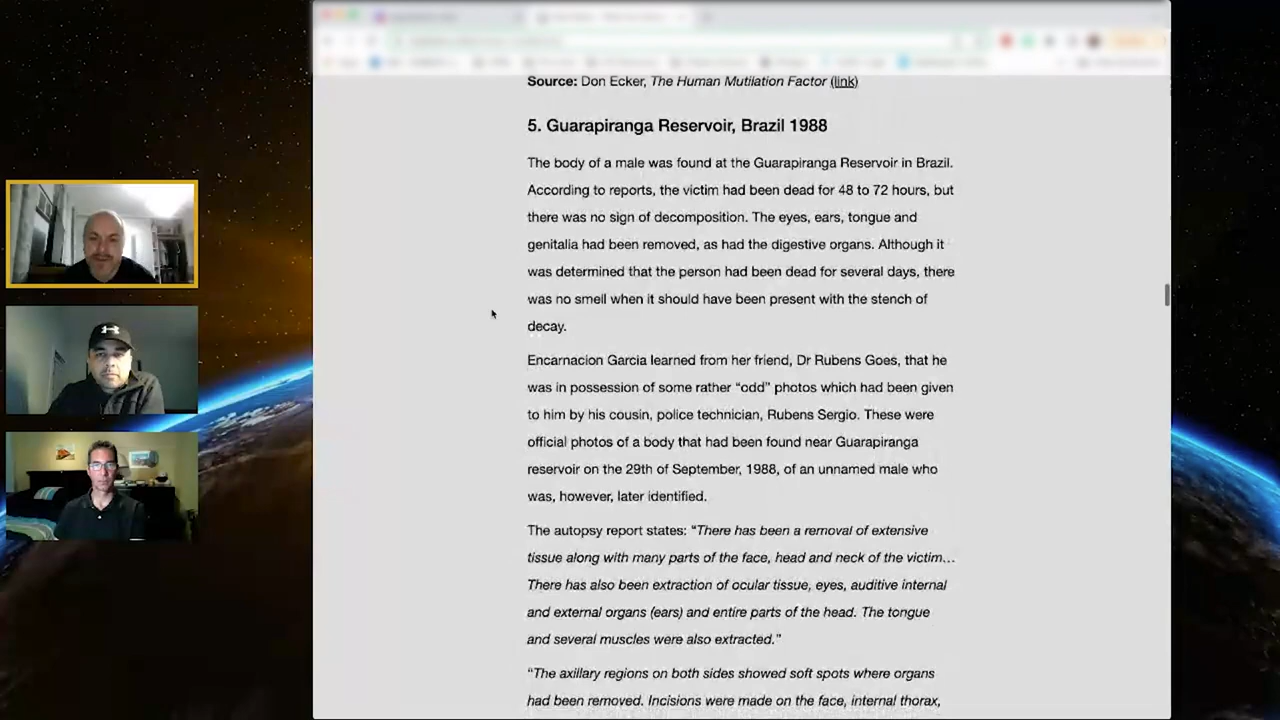 Source: Don Ecker, The Human Mutilation Factor (link)
5. Guarapiranga Reservoir, Brazil 1988
The body of a male was found at the Guarapiranga Reservoir in Brazil.
According to reports, the victim had been dead for 48 to 72 hours, but
there was no sign of decomposition. The eyes, ears, tongue and
genitalia had been removed, as had the digestive organs. Although it
was determined that the person had been dead for several days, there
was no smell when it should have been present with the stench of
decay.
Encarnacion Garcia learned from her friend, Dr Rubens Goes, that he
was in possession of some rather “odd” photos which had been given
to him by his cousin, police technician, Rubens Sergio. These were
official photos of a body that had been found near Guarapiranga
reservoir on the 29th of September, 1988, of an unnamed male who
was, however, later identified.
The autopsy report states: “There has been a removal of extensive
tissue along with many parts of the face, head and neck of the victim…
There has also been extraction of ocular tissue, eyes, auditive internal
and external organs (ears) and entire parts of the head. The tongue
and several muscles were also extracted.”
“The axillary regions on both sides showed soft spots where organs
had been removed. Incisions were made on the face, internal thorax,